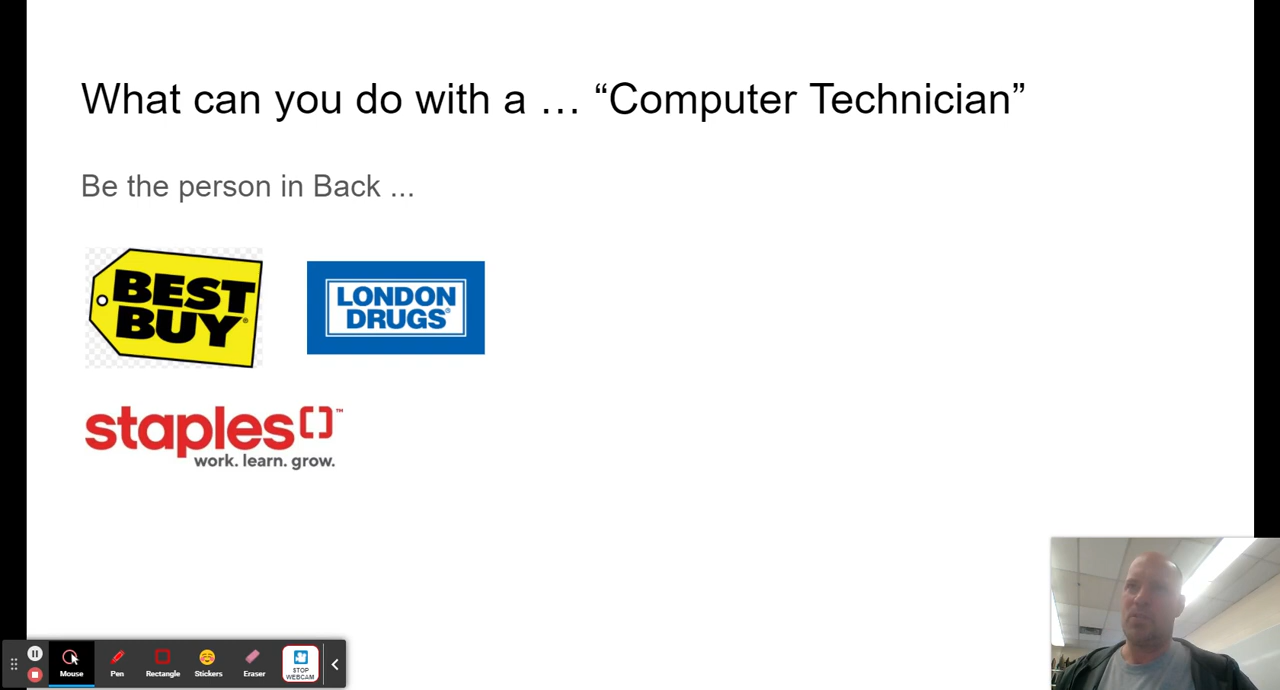 What can you do with a … “Computer Technician”
Be the person in Back ...
BEST
BUY®
LONDON
DRUGS®
staples™
work. learn. grow.
Mouse
Pen
Rectangle
Stickers
Eraser
STOP
WEBCAM